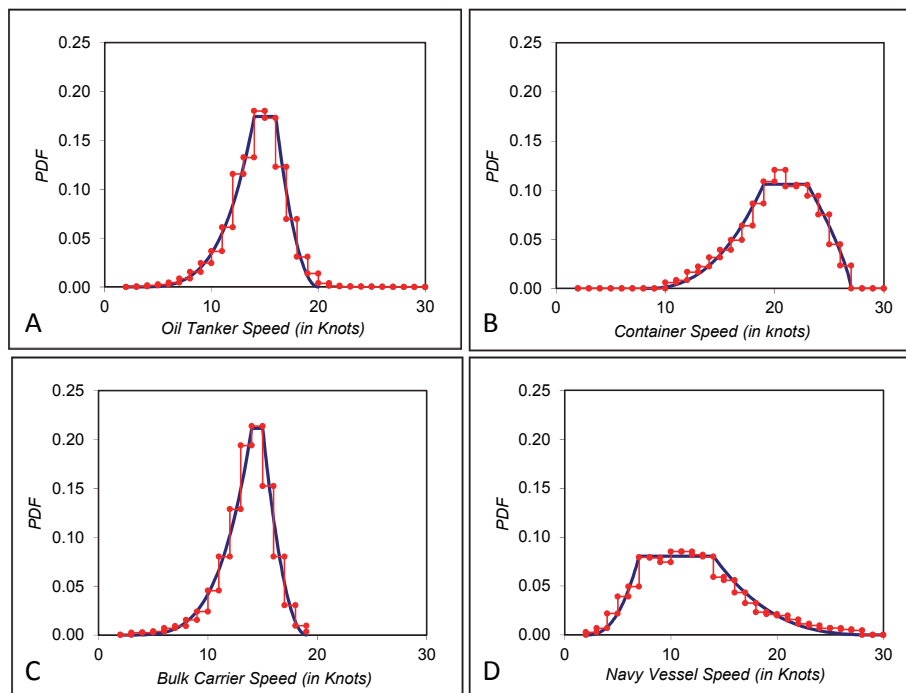 0.25
0.20
0.15
0.10
0.05
0.00
PDF
0 10 20 30
A
Oil Tanker Speed (in Knots)
0.25
0.20
0.15
0.10
0.05
0.00
PDF
0 10 20 30
B
Container Speed (in knots)
0.25
0.20
0.15
0.10
0.05
0.00
PDF
0 10 20 30
C
Bulk Carrier Speed (in Knots)
0.25
0.20
0.15
0.10
0.05
0.00
PDF
0 10 20 30
D
Navy Vessel Speed (in Knots)